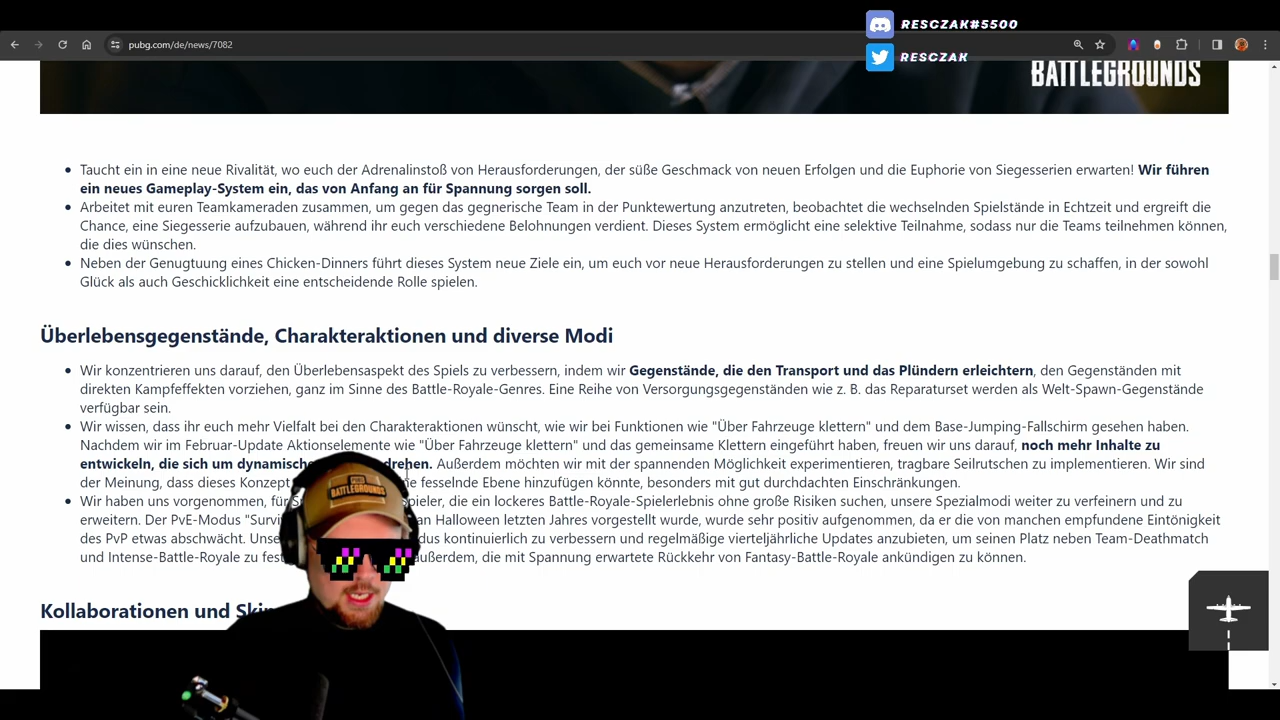 RESCZAK#5500
pubg.com/de/news/7082
RESCZAK
BATTLEGROUNDS
Taucht ein in eine neue Rivalität, wo euch der Adrenalinstoß von Herausforderungen, der süße Geschmack von neuen Erfolgen und die Euphorie von Siegesserien erwarten! Wir führen
ein neues Gameplay-System ein, das von Anfang an für Spannung sorgen soll.
Arbeitet mit euren Teamkameraden zusammen, um gegen das gegnerische Team in der Punktewertung anzutreten, beobachtet die wechselnden Spielstände in Echtzeit und ergreift die
Chance, eine Siegesserie aufzubauen, während ihr euch verschiedene Belohnungen verdient. Dieses System ermöglicht eine selektive Teilnahme, sodass nur die Teams teilnehmen können,
die dies wünschen.
Neben der Genugtuung eines Chicken-Dinners führt dieses System neue Ziele ein, um euch vor neue Herausforderungen zu stellen und eine Spielumgebung zu schaffen, in der sowohl
Glück als auch Geschicklichkeit eine entscheidende Rolle spielen.
Überlebensgegenstände, Charakteraktionen und diverse Modi
Wir konzentrieren uns darauf, den Überlebensaspekt des Spiels zu verbessern, indem wir Gegenstände, die den Transport und das Plündern erleichtern, den Gegenständen mit
direkten Kampfeffekten vorziehen, ganz im Sinne des Battle-Royale-Genres. Eine Reihe von Versorgungsgegenständen wie z. B. das Reparaturset werden als Welt-Spawn-Gegenstände
verfügbar sein.
Wir wissen, dass ihr euch mehr Vielfalt bei den Charakteraktionen wünscht, wie wir bei Funktionen wie "Über Fahrzeuge klettern" und dem Base-Jumping-Fallschirm gesehen haben.
Nachdem wir im Februar-Update Aktionselemente wie "Über Fahrzeuge klettern" und das gemeinsame Klettern eingeführt haben, freuen wir uns darauf, noch mehr Inhalte zu
entwickeln, die sich um dynamische drehen. Außerdem möchten wir mit der spannenden Möglichkeit experimentieren, tragbare Seilrutschen zu implementieren. Wir sind
der Meinung, dass dieses Konzept fesselnde Ebene hinzufügen könnte, besonders mit gut durchdachten Einschränkungen.
Wir haben uns vorgenommen, für die ein lockeres Battle-Royale-Spielerlebnis ohne große Risiken suchen, unsere Spezialmodi weiter zu verfeinern und zu
erweitern. Der PvE-Modus an Halloween letzten Jahres vorgestellt wurde, wurde sehr positiv aufgenommen, da er die von manchen empfundene Eintönigkeit
des PvP etwas abschwächt. kontinuierlich zu verbessern und regelmäßige vierteljährliche Updates anzubieten, um seinen Platz neben Team-Deathmatch
und Intense-Battle-Royale zu außerdem, die mit Spannung erwartete Rückkehr von Fantasy-Battle-Royale ankündigen zu können.
Kollaborationen und
BATTLEGROUNDS